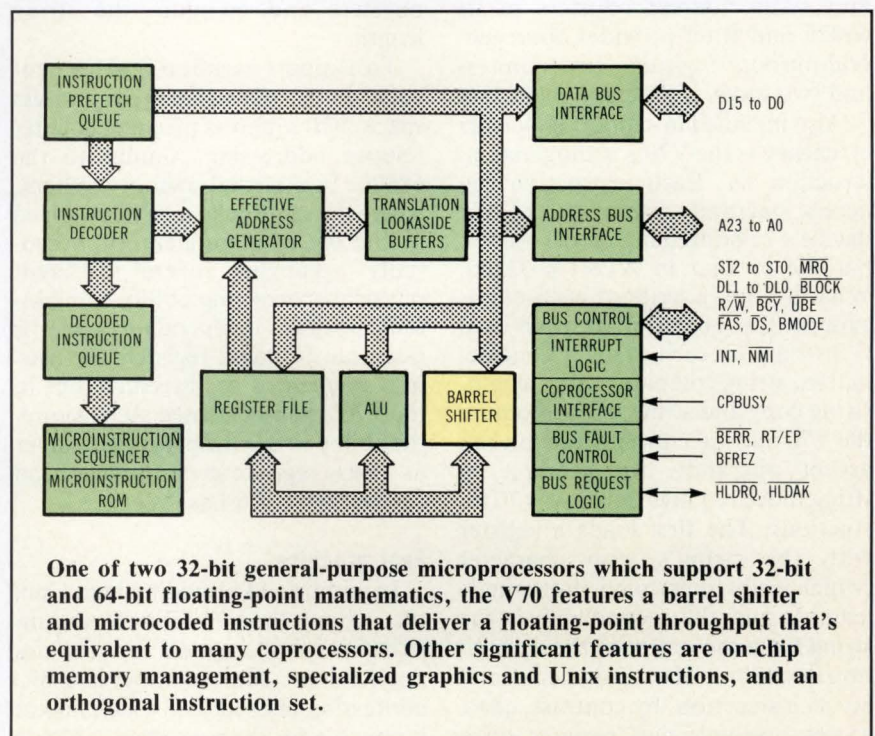 INSTRUCTION
PREFETCH
QUEUE
DATA BUS
INTERFACE
D15 to D0
INSTRUCTION
DECODER
EFFECTIVE
ADDRESS
GENERATOR
TRANSLATION
LOOKASIDE
BUFFERS
ADDRESS BUS
INTERFACE
A23 to A0
DECODED
INSTRUCTION
QUEUE
BUS CONTROL
ST2 to ST0, MRQ
DL1 to DL0, BLOCK
R/W, BCY, UBE
FAS, DS, BMODE
INTERRUPT
LOGIC
INT, NMI
REGISTER FILE
ALU
BARREL
SHIFTER
COPROCESSOR
INTERFACE
CPBUSY
MICROINSTRUCTION
SEQUENCER
MICROINSTRUCTION
ROM
BUS FAULT
CONTROL
BERR, RT/EP
BFREZ
BUS REQUEST
LOGIC
HLDRQ, HLDAK
One of two 32-bit general-purpose microprocessors which support 32-bit
and 64-bit floating-point mathematics, the V70 features a barrel shifter
and microcoded instructions that deliver a floating-point throughput that's
equivalent to many coprocessors. Other significant features are on-chip
memory management, specialized graphics and Unix instructions, and an
orthogonal instruction set.